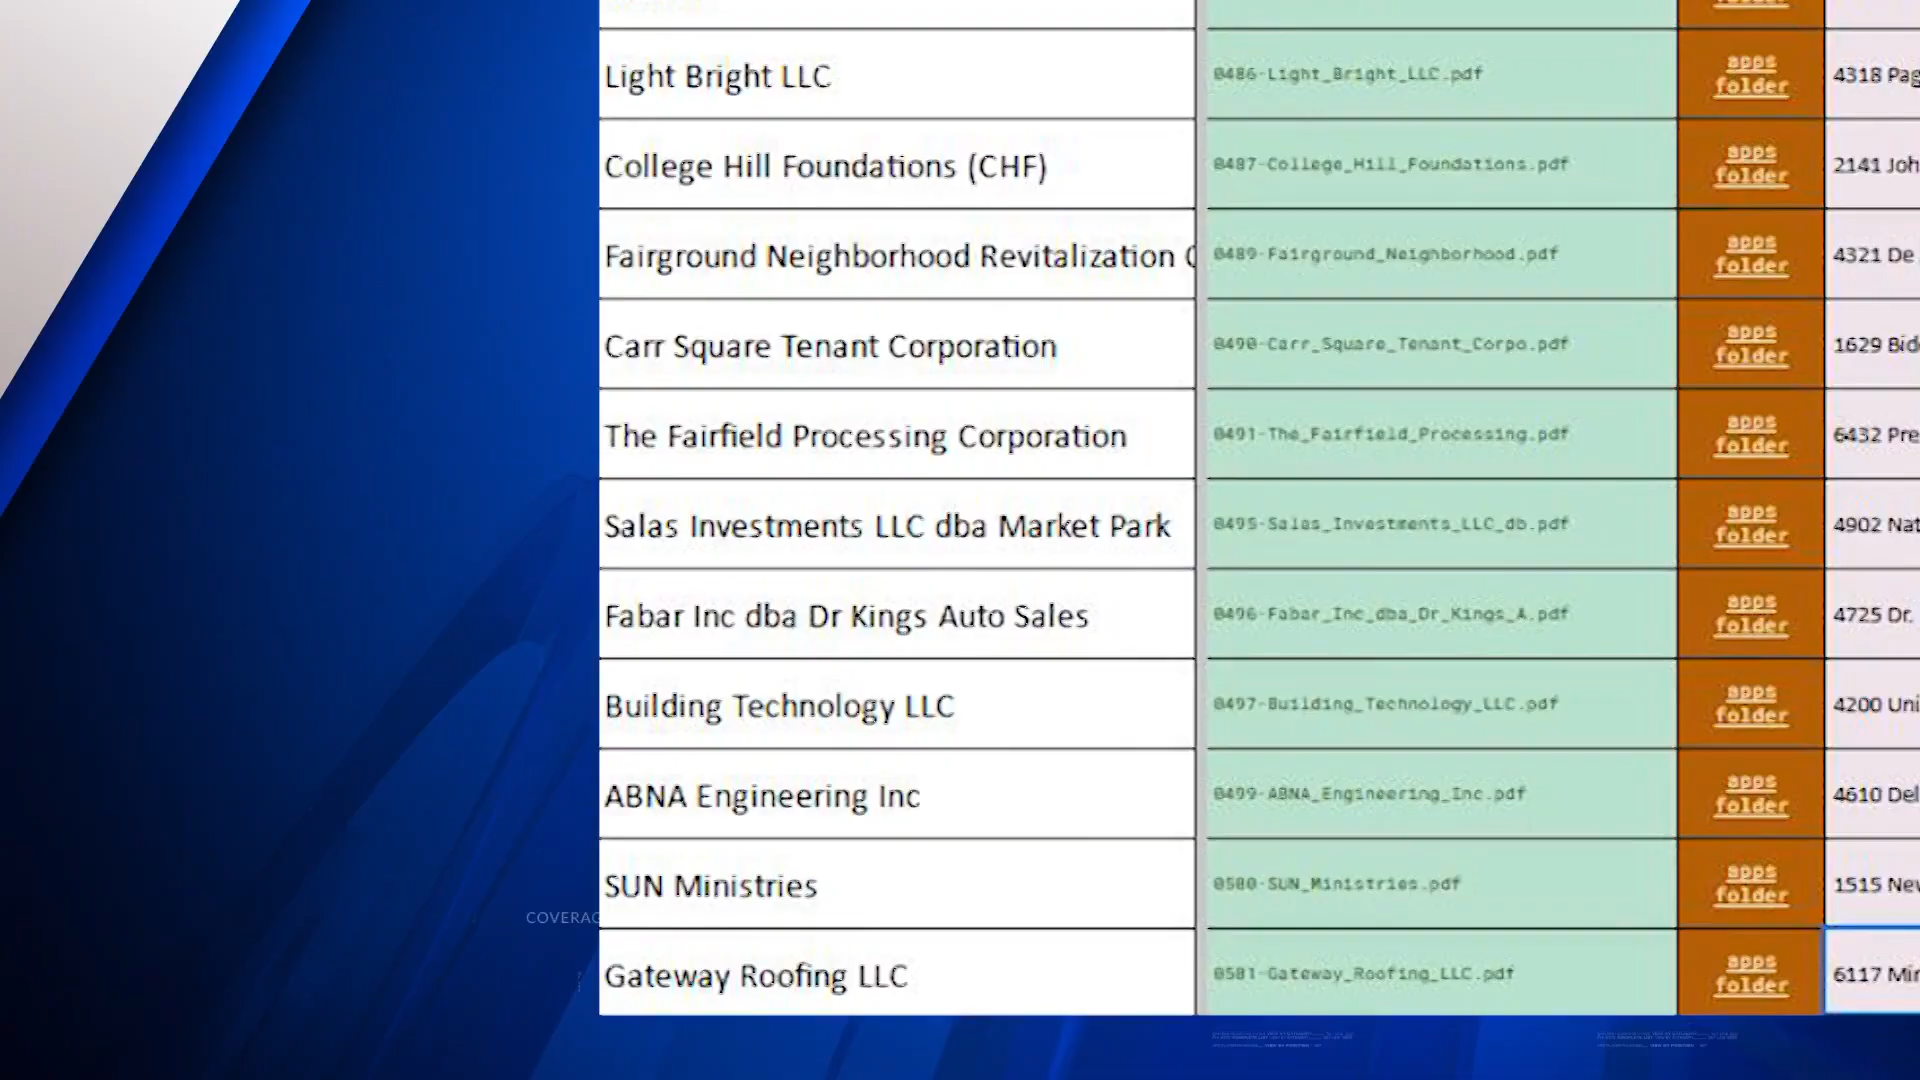 folder
Light Bright LLC 0486-Light_Bright_LLC.pdf apps folder 4318 Pag
College Hill Foundations (CHF) 0487-College_Hill_Foundations.pdf apps folder 2141 Joh
Fairground Neighborhood Revitalization C 0489-Fairground_Neighborhood.pdf apps folder 4321 De
Carr Square Tenant Corporation 0490-Carr_Square_Tenant_Corpo.pdf apps folder 1629 Bid
The Fairfield Processing Corporation 0491-The_Fairfield_Processing.pdf apps folder 6432 Pre
Salas Investments LLC dba Market Park 0495-Salas_Investments_LLC_db.pdf apps folder 4902 Nat
Fabar Inc dba Dr Kings Auto Sales 0496-Fabar_Inc_dba_Dr_Kings_A.pdf apps folder 4725 Dr.
Building Technology LLC 0497-Building_Technology_LLC.pdf apps folder 4200 Uni
ABNA Engineering Inc 0499-ABNA_Engineering_Inc.pdf apps folder 4610 Del
SUN Ministries 0500-SUN_Ministries.pdf apps folder 1515 New
COVERAG
Gateway Roofing LLC 0501-Gateway_Roofing_LLC.pdf apps folder 6117 Min